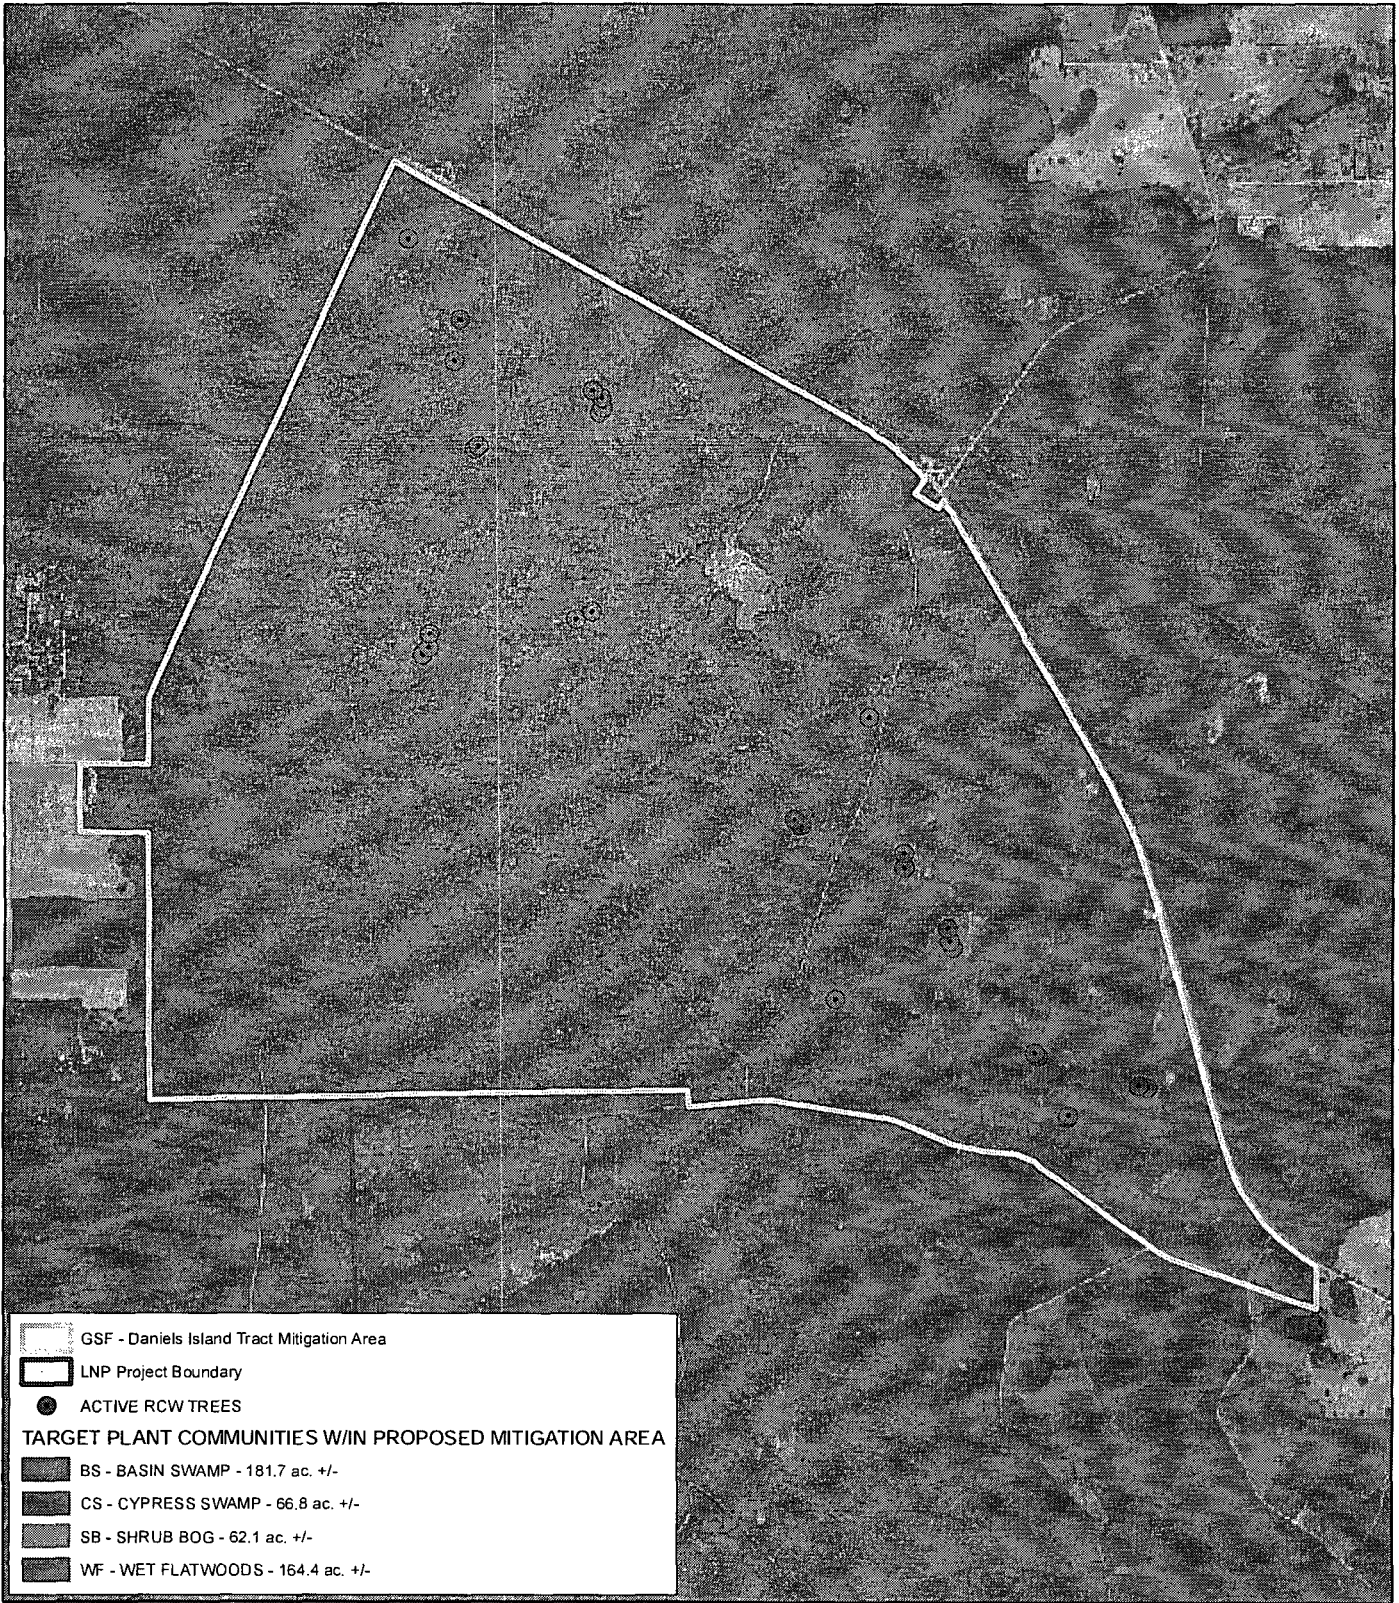 GSF - Daniels Island Tract Mitigation Area
LNP Project Boundary
ACTIVE RCW TREES
TARGET PLANT COMMUNITIES W/IN PROPOSED MITIGATION AREA
BS - BASIN SWAMP - 181.7 ac. +/-
CS - CYPRESS SWAMP - 66.8 ac. +/-
SB - SHRUB BOG - 62.1 ac. +/-
WF - WET FLATWOODS - 164.4 ac. +/-